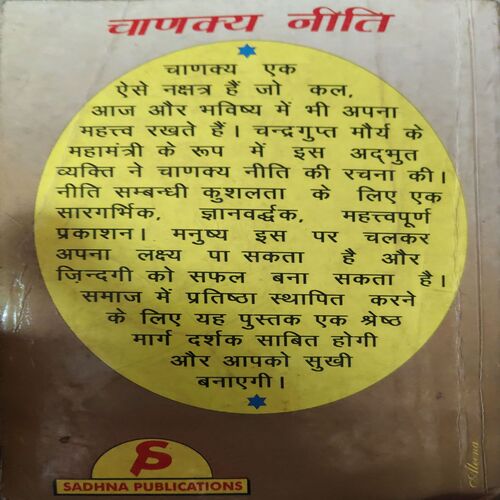 चाणक्य नीति
चाणक्य एक
ऐसे नक्षत्र हैं जो कल,
आज और भविष्य में भी अपना
महत्त्व रखते हैं। चन्द्रगुप्त मौर्य के
महामंत्री के रूप में इस अद्भुत
व्यक्ति ने चाणक्य नीति की रचना की।
नीति सम्बन्धी कुशलता के लिए एक
सारगर्भिक, ज्ञानवर्द्धक, महत्त्वपूर्ण
प्रकाशन। मनुष्य इस पर चलकर
अपना लक्ष्य पा सकता है और
ज़िन्दगी को सफल बना सकता है।
समाज में प्रतिष्ठा स्थापित करने
के लिए यह पुस्तक एक श्रेष्ठ
मार्ग दर्शक साबित होगी
और आपको सुखी
बनाएगी।
SADHNA PUBLICATIONS